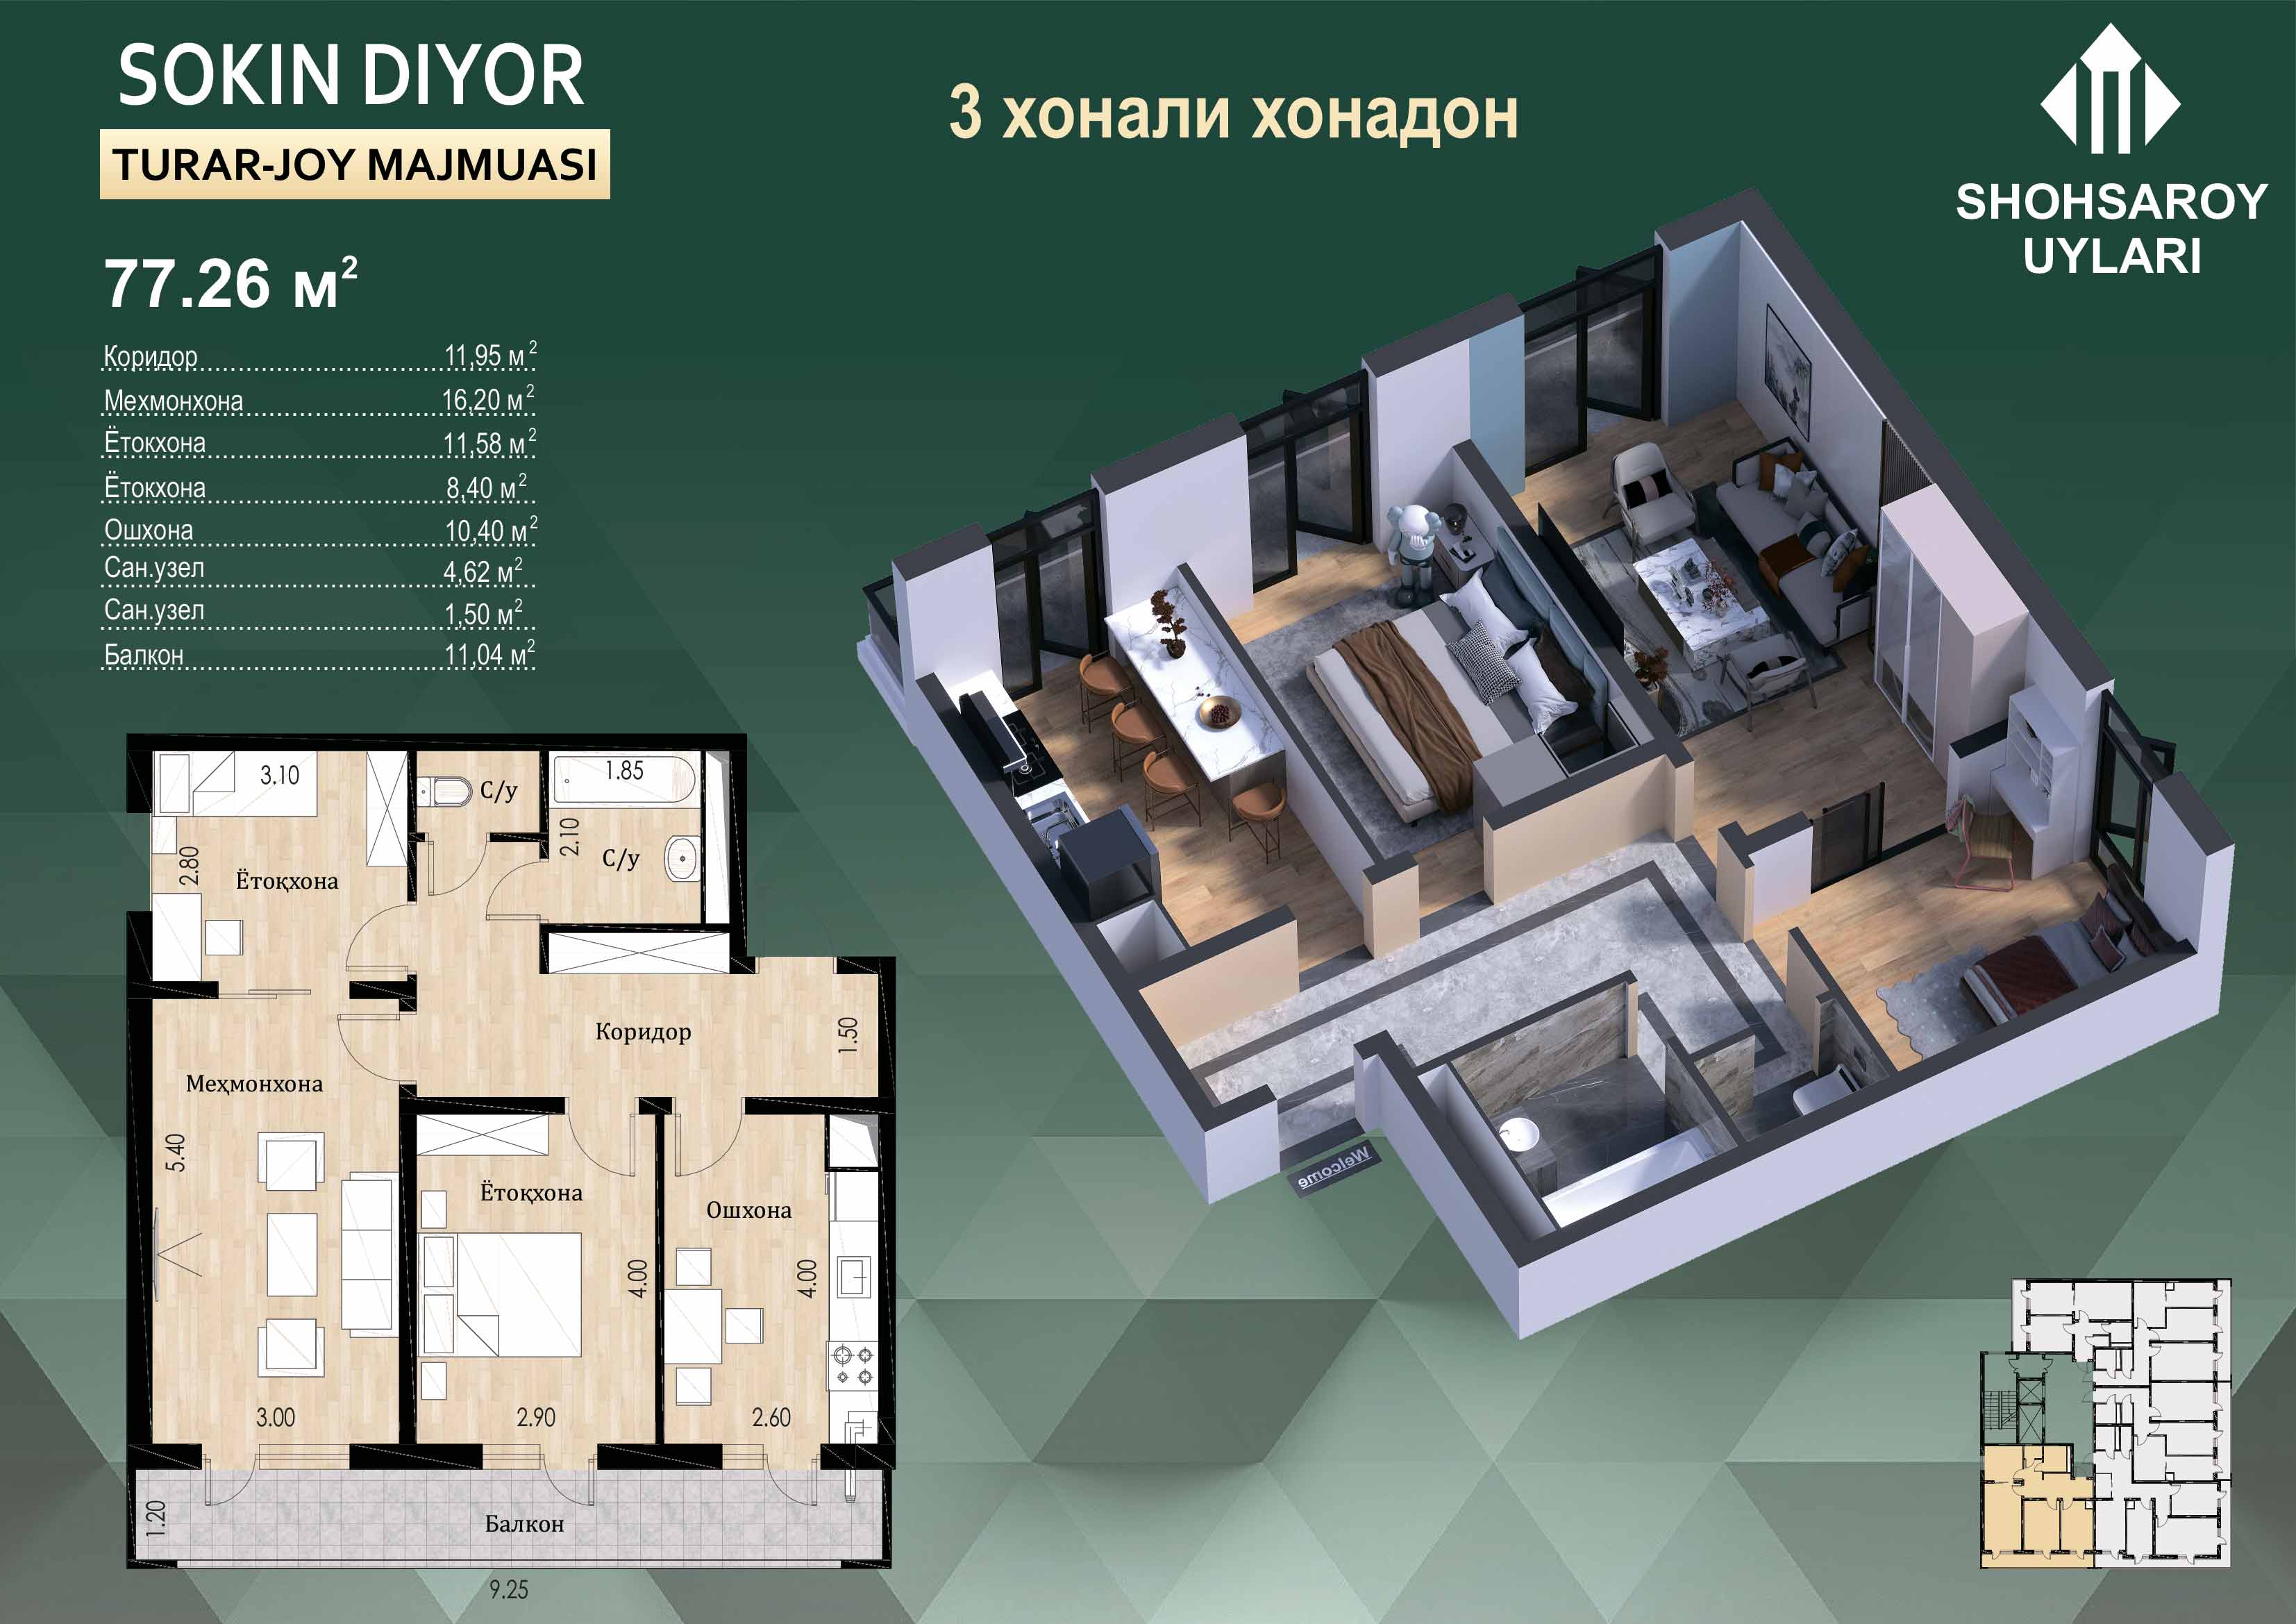 SOKIN DIYOR
TURAR-JOY MAJMUASI
3 хонали хонадон
SHOHSAROY
UYLARI
77.26 м²
Коридор 11,95 м²
Мехмонхона 16,20 м²
Ётокхона 11,58 м²
Ётокхона 8,40 м²
Ошхона 10,40 м²
Сан.узел 4,62 м²
Сан.узел 1,50 м²
Балкон 11,04 м²
3.10
С/у
1.85
2.10
С/у
2.80
Ётоқхона
Коридор
1.50
Меҳмонхона
5.40
Ётоқхона
Ошхона
4.00
4.00
3.00
2.90
2.60
1.20
Балкон
9.25
Welcome